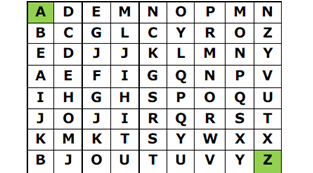 A D E M N O P M N
B C G L C Y R O Z
E D J J K L M N Y
A E F I G Q N P V
I H G H S P O Q U
J O J I R Q R S T
K M K T S Y W X X
B J O U T U V Y Z